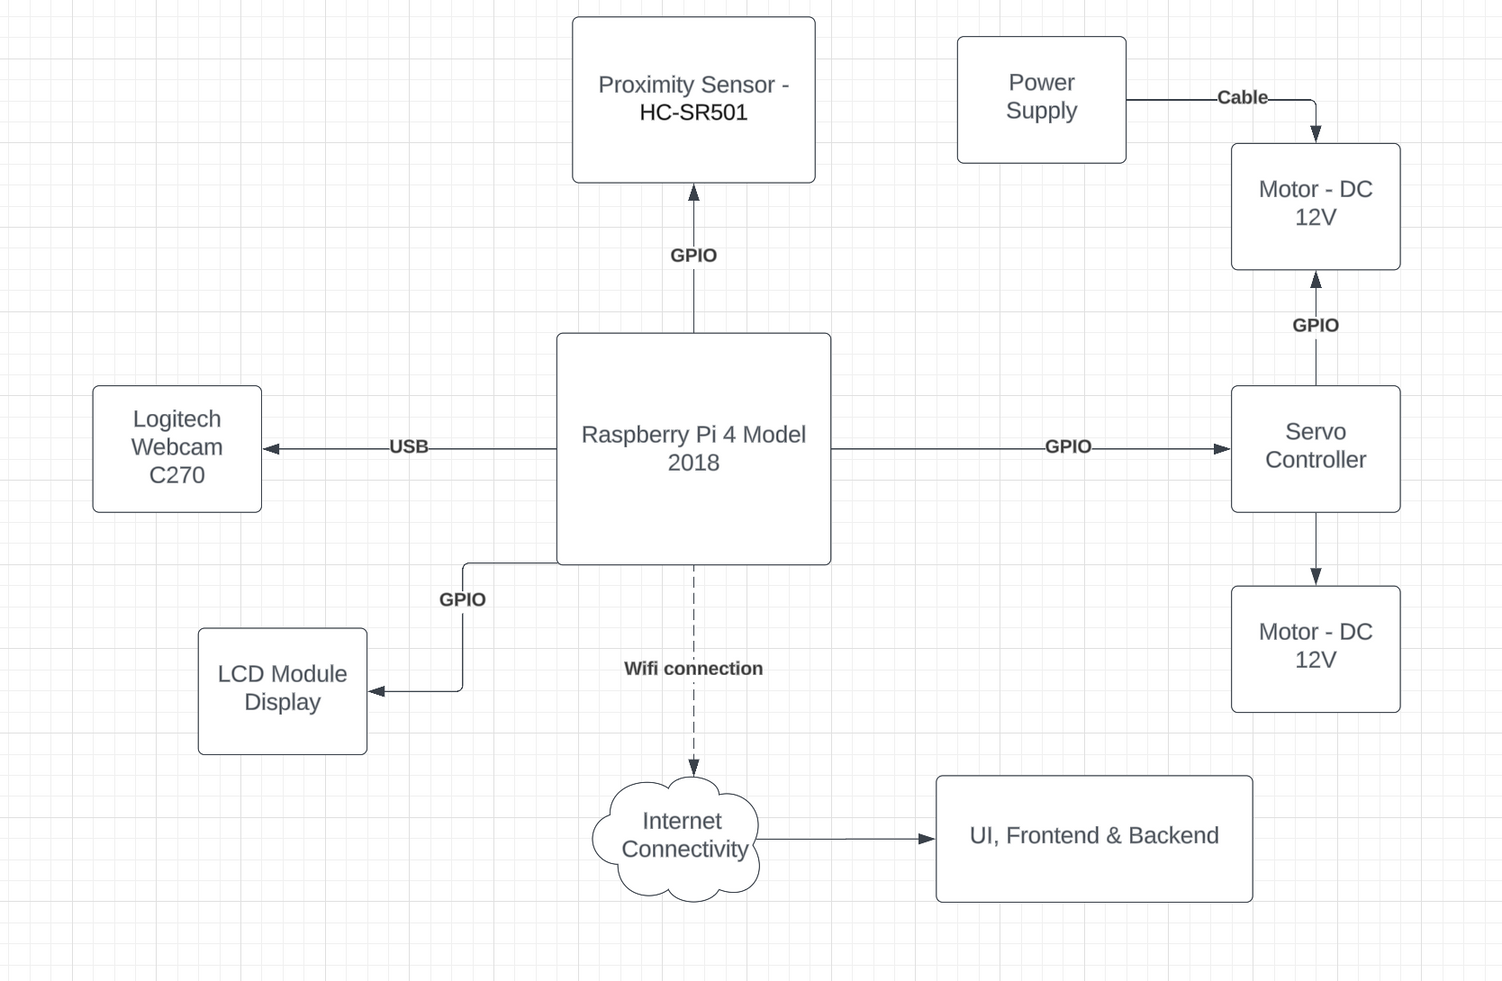 Proximity Sensor -
HC-SR501
Power
Supply
Cable
Motor - DC
12V
GPIO
GPIO
Logitech
Webcam
C270
USB
Raspberry Pi 4 Model
2018
GPIO
Servo
Controller
GPIO
LCD Module
Display
Wifi connection
Motor - DC
12V
Internet
Connectivity
UI, Frontend & Backend